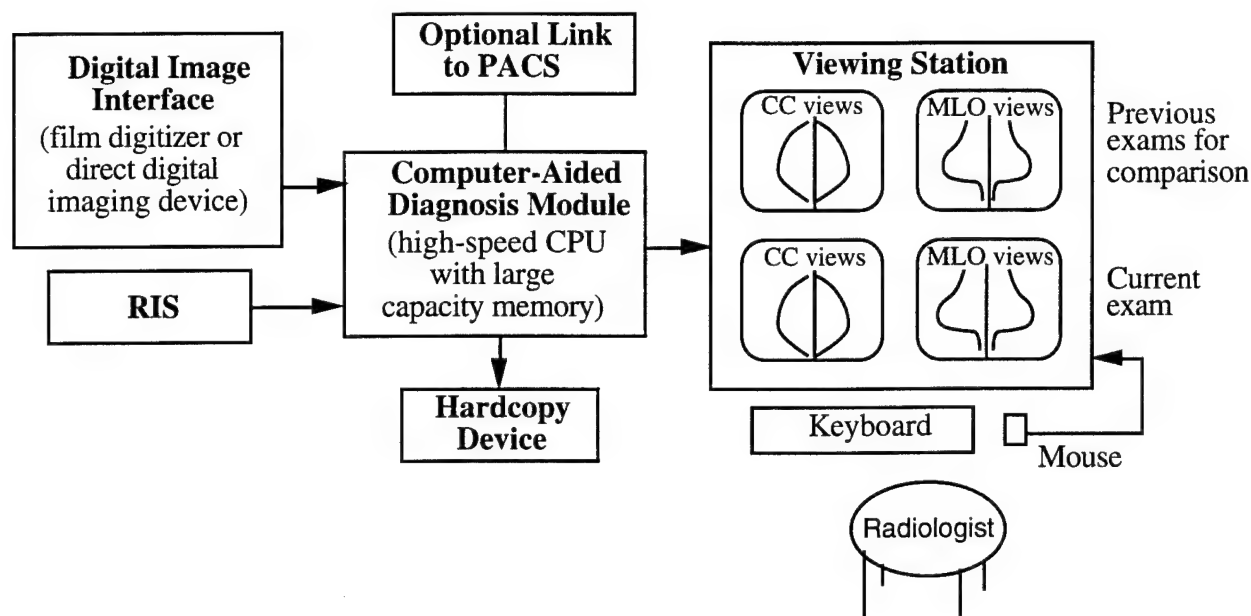 Digital Image
Interface
(film digitizer or
direct digital
imaging device)
RIS
Optional Link
to PACS
Computer-Aided
Diagnosis Module
(high-speed CPU
with large
capacity memory)
Hardcopy
Device
Viewing Station
CC views
MLO views
Previous
exams for
comparison
CC views
MLO views
Current
exam
Keyboard
Mouse
Radiologist